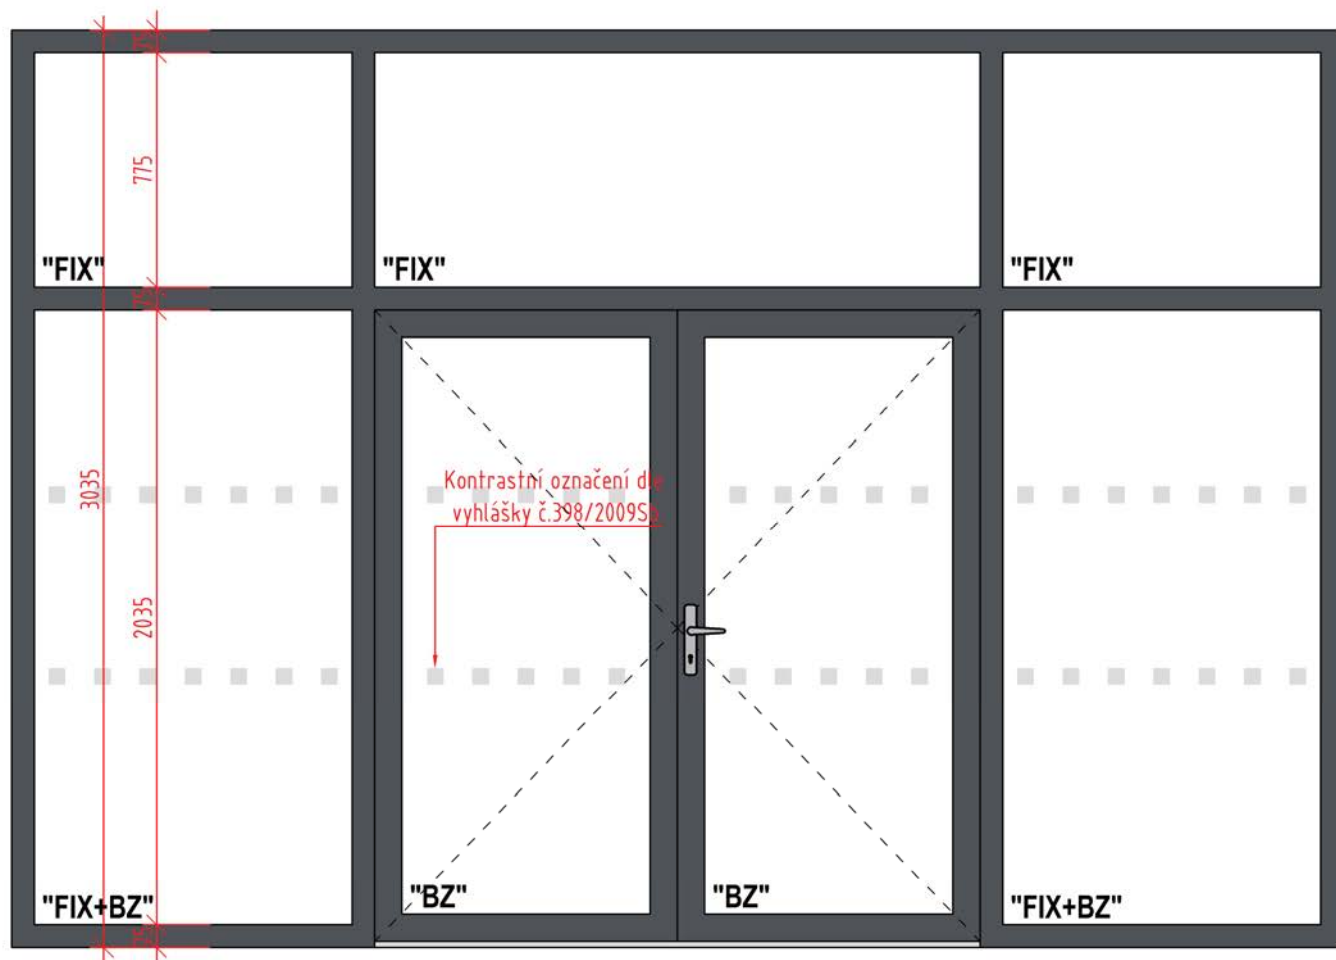 75
775
"FIX"
"FIX"
"FIX"
75
3035
Kontrastní označení dle
vyhlášky č.398/2009Sb
2035
"FIX+BZ"
"BZ"
"BZ"
"FIX+BZ"
75